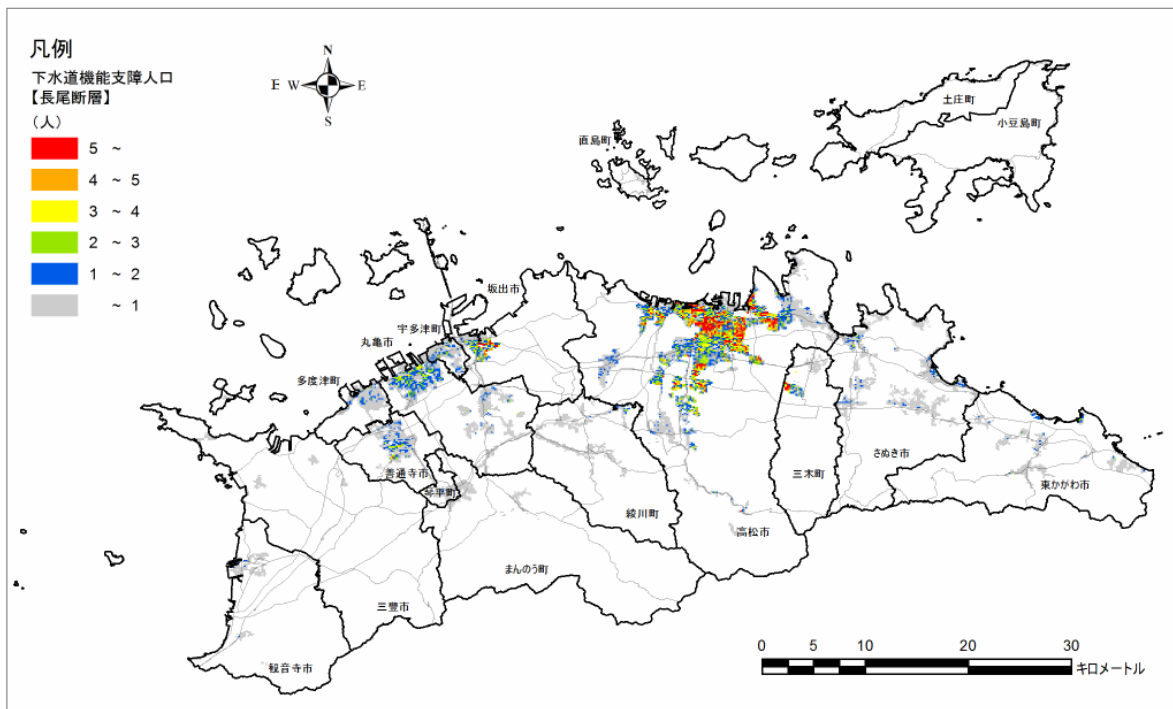 凡例
下水道機能支障人口
【長尾断層】
(人)
5 ~
4 ~ 5
3 ~ 4
2 ~ 3
1 ~ 2
~ 1
N
E W E
S
土庄町
小豆島町
直島町
坂出市
宇多津町
丸亀市
多度津町
善通寺市
琴平町
三木町
さぬき市
東かがわ市
綾川町
高松市
まんのう町
三豊市
観音寺市
0 5 10 20 30
キロメートル